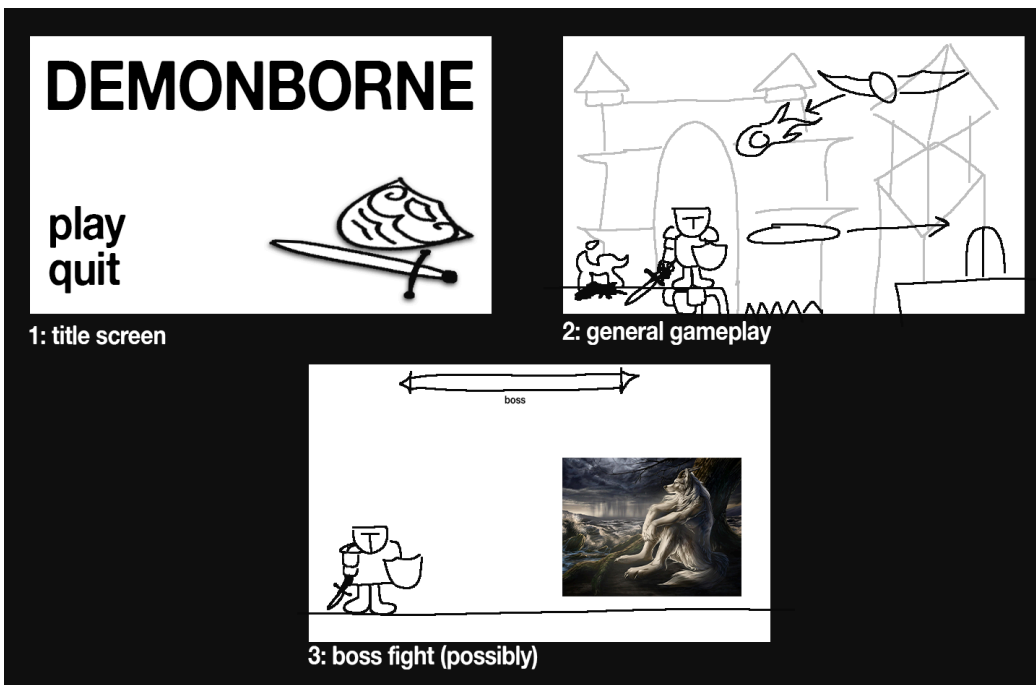 DEMONBORNE
play
quit
1: title screen
2: general gameplay
boss
3: boss fight (possibly)